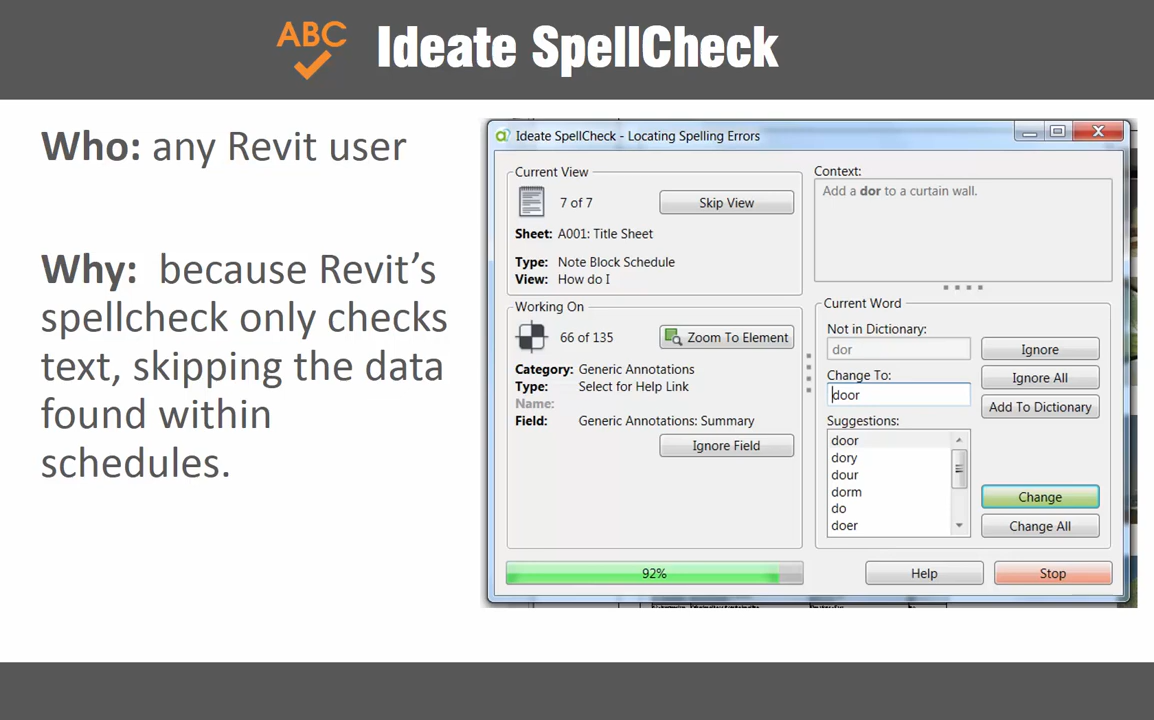 ABC
Ideate SpellCheck
Who: any Revit user
Why: because Revit’s
spellcheck only checks
text, skipping the data
found within
schedules.
Ideate SpellCheck - Locating Spelling Errors
Current View
7 of 7
Skip View
Sheet: A001: Title Sheet
Type: Note Block Schedule
View: How do I
Working On
66 of 135
Zoom To Element
Category: Generic Annotations
Type: Select for Help Link
Name:
Field: Generic Annotations: Summary
Ignore Field
Context:
Add a dor to a curtain wall.
Current Word
Not in Dictionary:
dor
Ignore
Change To:
Ignore All
door
Add To Dictionary
Suggestions:
door
dory
dour
dorm
do
doer
Change
Change All
92%
Help
Stop